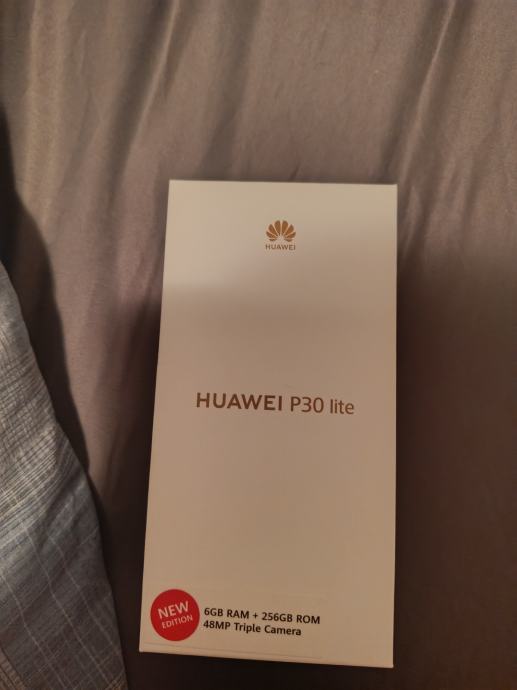 HUAWEI
HUAWEI P30 lite
NEW
EDITION
6GB RAM + 256GB ROM
48MP Triple Camera